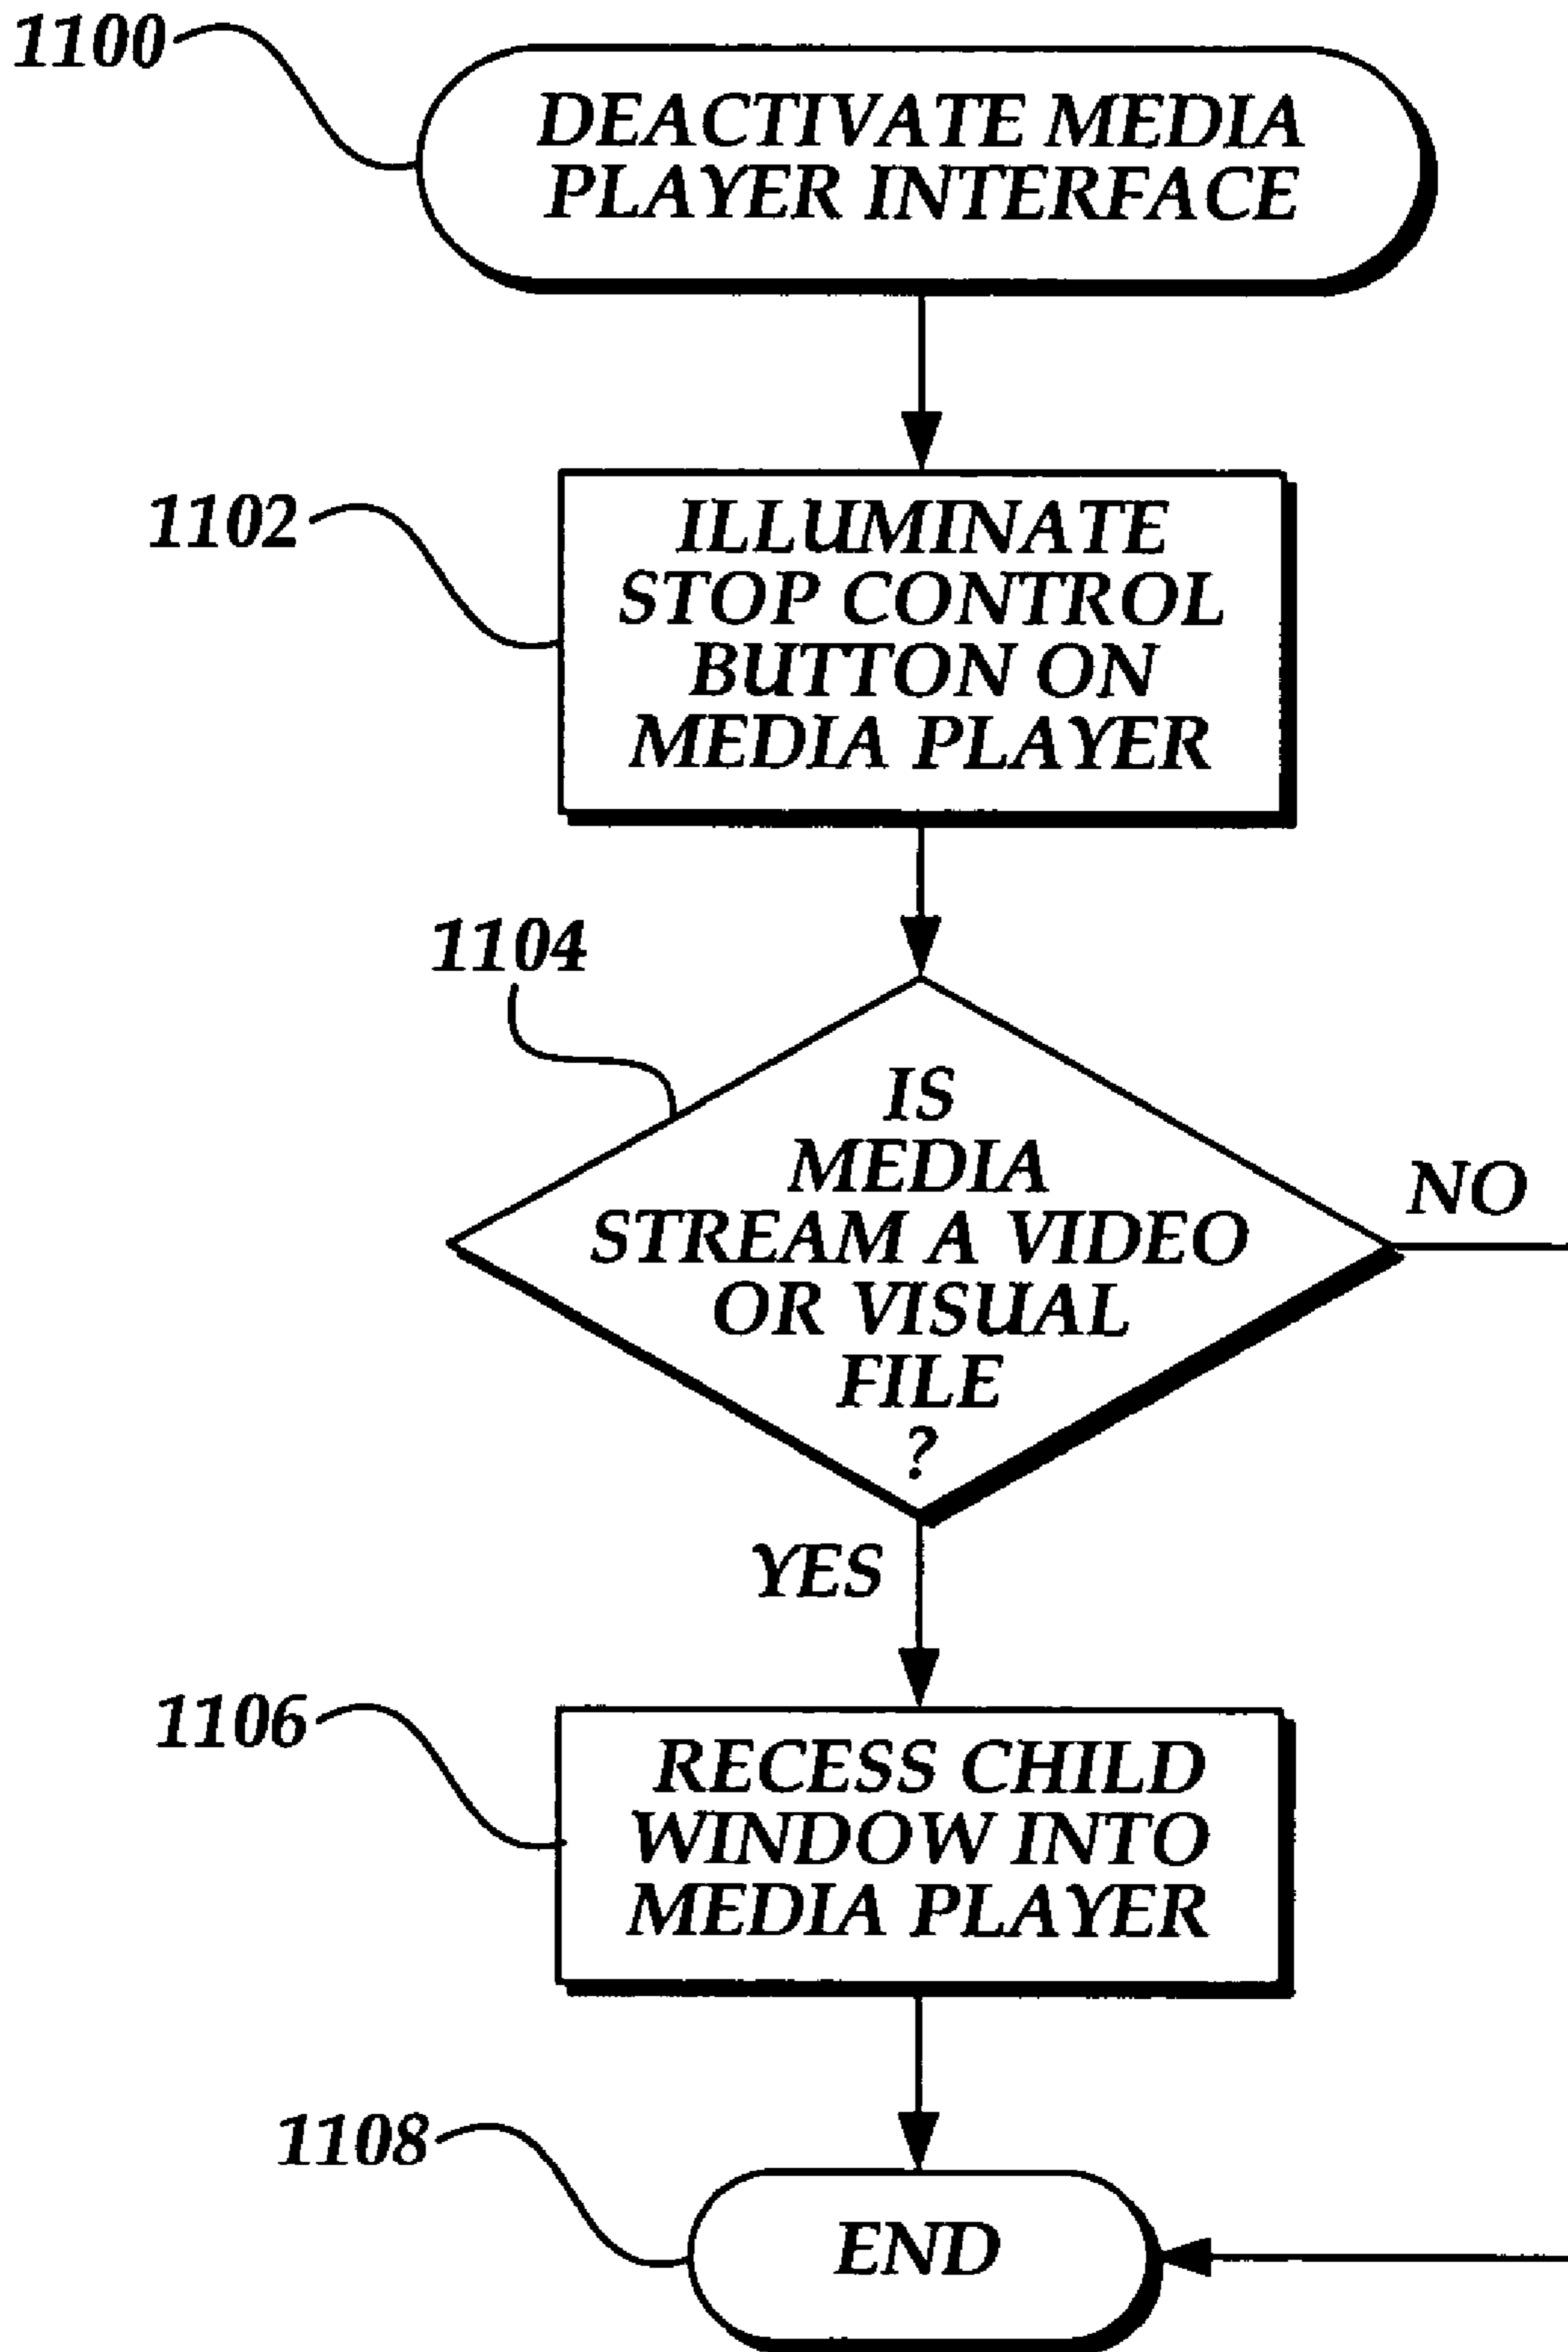 1100
DEACTIVATE MEDIA
PLAYER INTERFACE
1102
ILLUMINATE
STOP CONTROL
BUTTON ON
MEDIA PLAYER
1104
IS
MEDIA
STREAM A VIDEO
OR VISUAL
FILE
?
NO
YES
1106
RECESS CHILD
WINDOW INTO
MEDIA PLAYER
1108
END